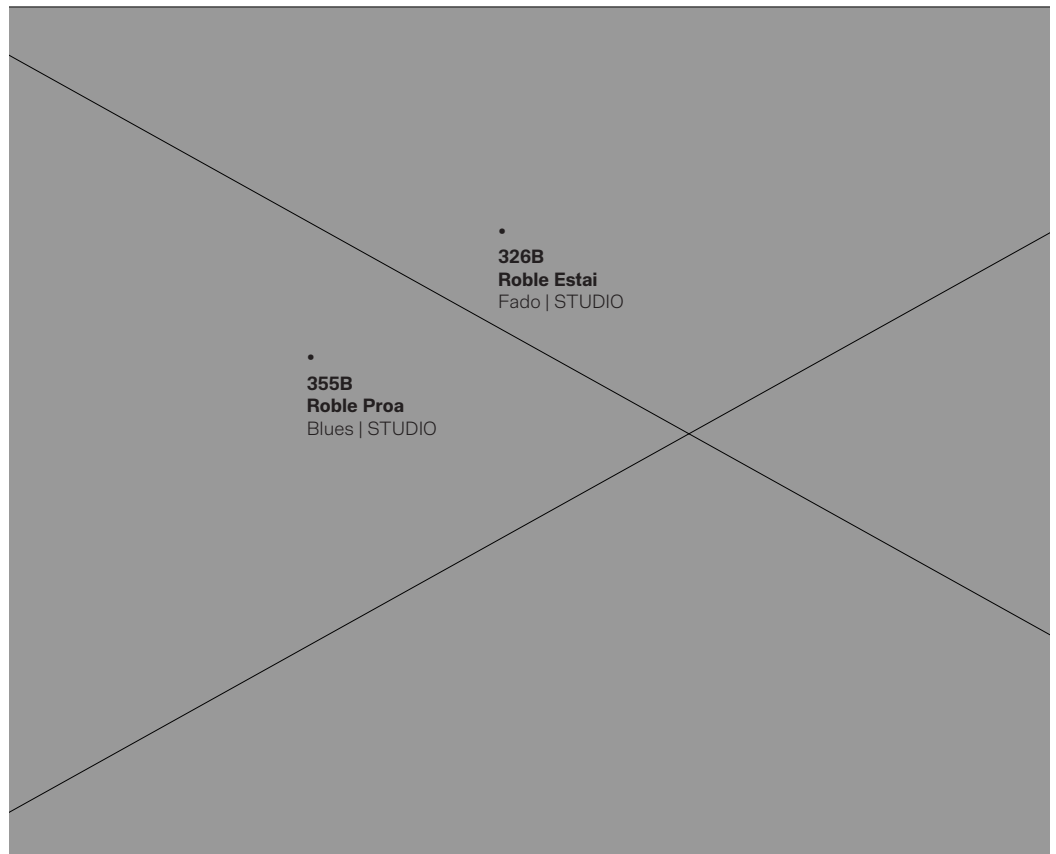 •
326B
Roble Estai
Fado | STUDIO
•
355B
Roble Proa
Blues | STUDIO